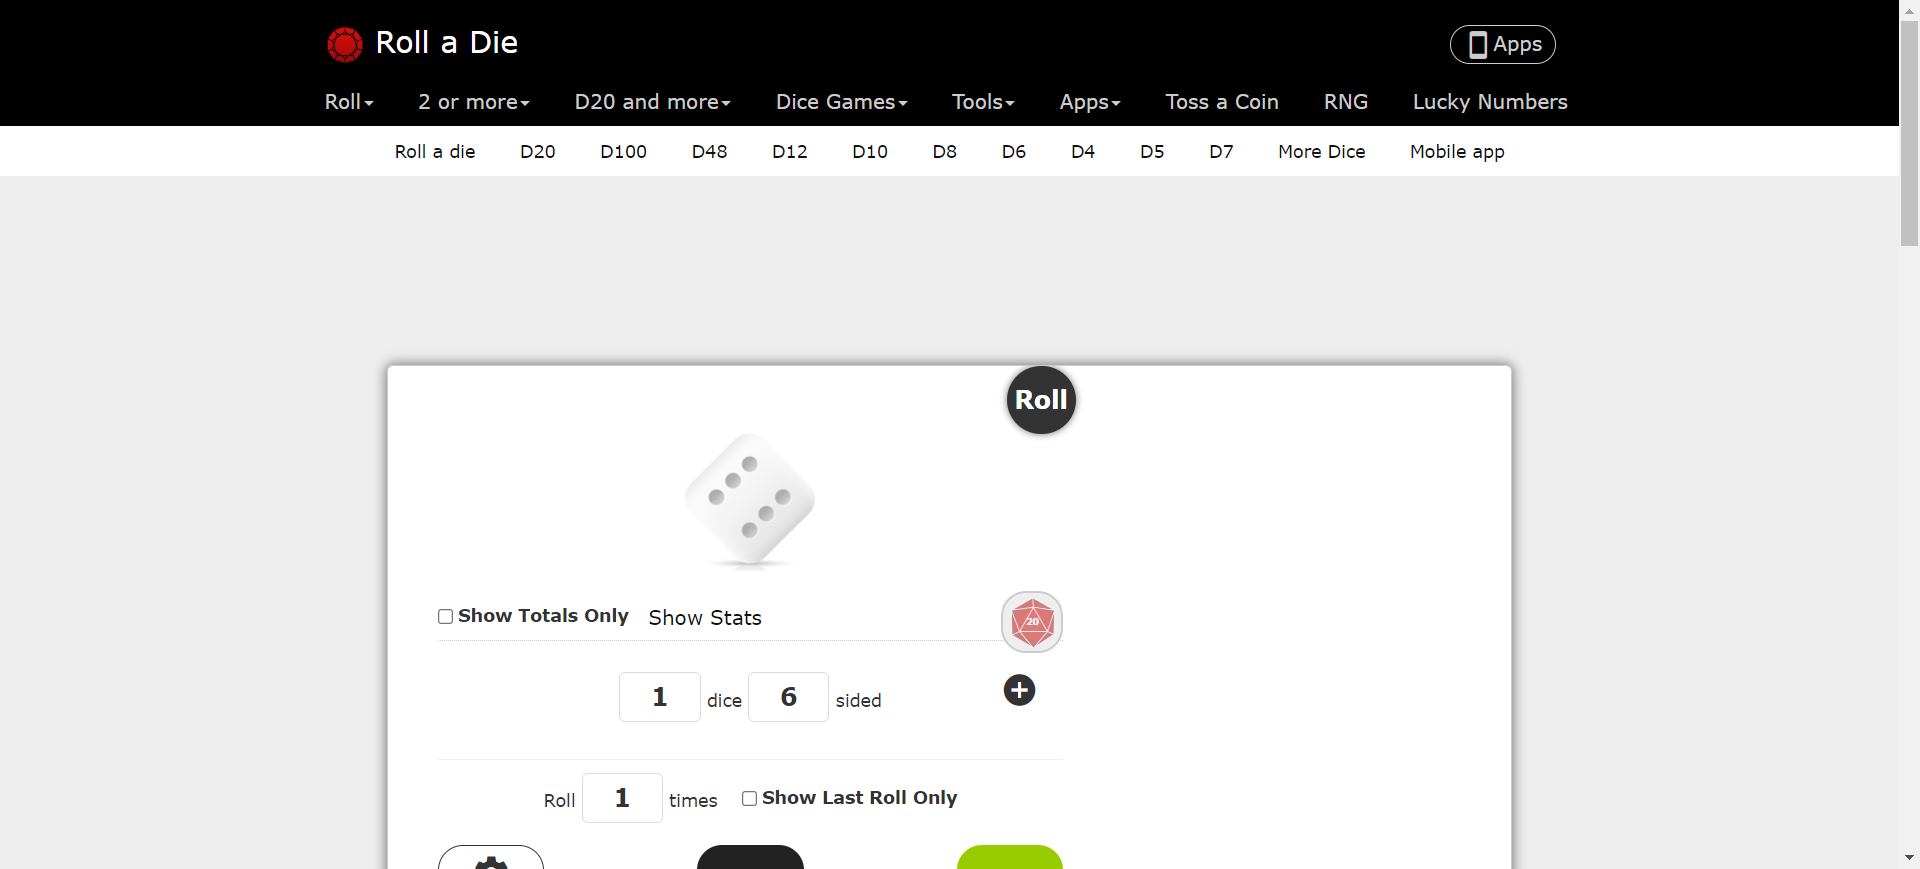 Roll a Die
Apps
Roll 2 or more D20 and more Dice Games Tools Apps Toss a Coin RNG Lucky Numbers
Roll a die D20 D100 D48 D12 D10 D8 D6 D4 D5 D7 More Dice Mobile app
Roll
Show Totals Only Show Stats
20
1 dice 6 sided
Roll 1 times Show Last Roll Only